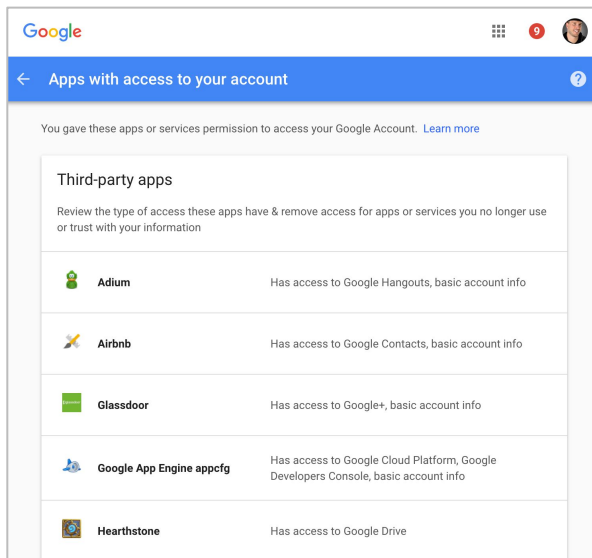 Google
9
Apps with access to your account
?
You gave these apps or services permission to access your Google Account. Learn more
Third-party apps
Review the type of access these apps have & remove access for apps or services you no longer use
or trust with your information
Adium Has access to Google Hangouts, basic account info
Airbnb Has access to Google Contacts, basic account info
Glassdoor Has access to Google+, basic account info
Google App Engine appcfg Has access to Google Cloud Platform, Google
Developers Console, basic account info
Hearthstone Has access to Google Drive